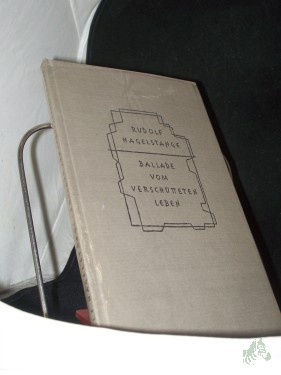 RUDOLF
HAGELSTANGE
BALLADE
VOM
VERSCHÜTTETEN
LEBEN